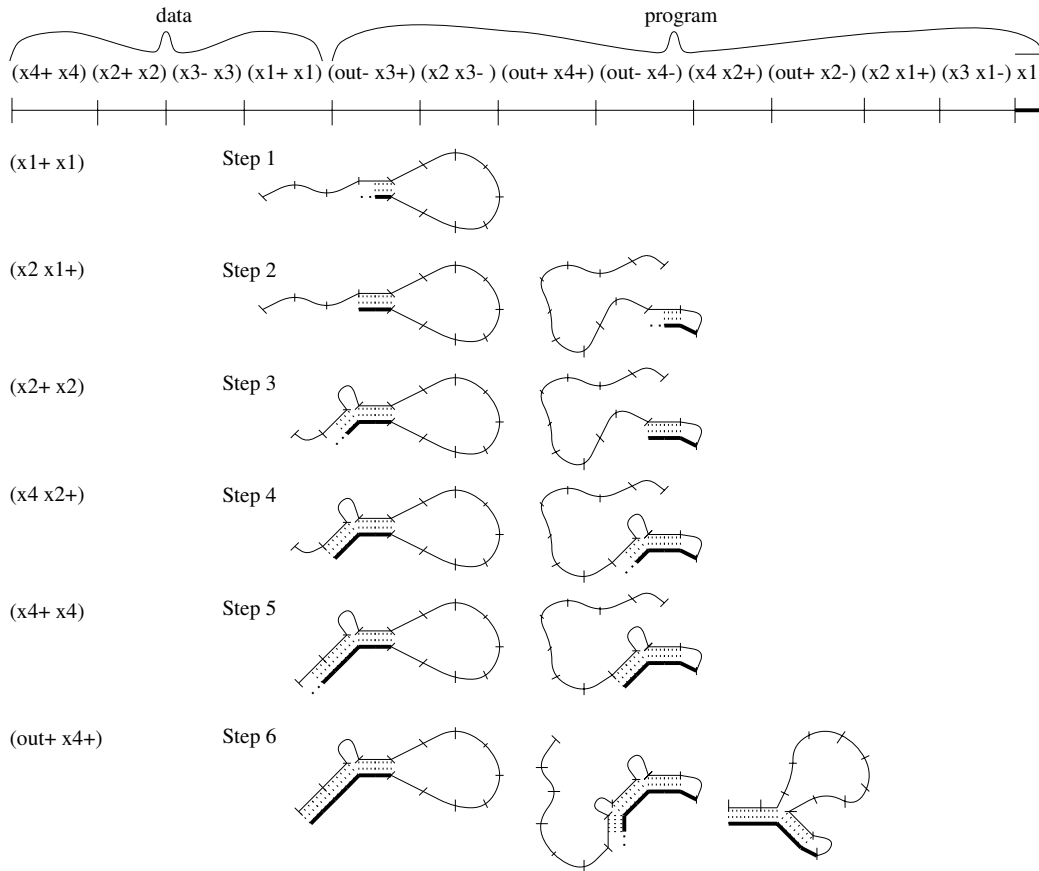 data program
(x4+ x4) (x2+ x2) (x3- x3) (x1+ x1) (out- x3+) (x2 x3- ) (out+ x4+) (out- x4-) (x4 x2+) (out+ x2-) (x2 x1+) (x3 x1-) x1
(x1+ x1) Step 1
(x2 x1+) Step 2
(x2+ x2) Step 3
(x4 x2+) Step 4
(x4+ x4) Step 5
(out+ x4+) Step 6